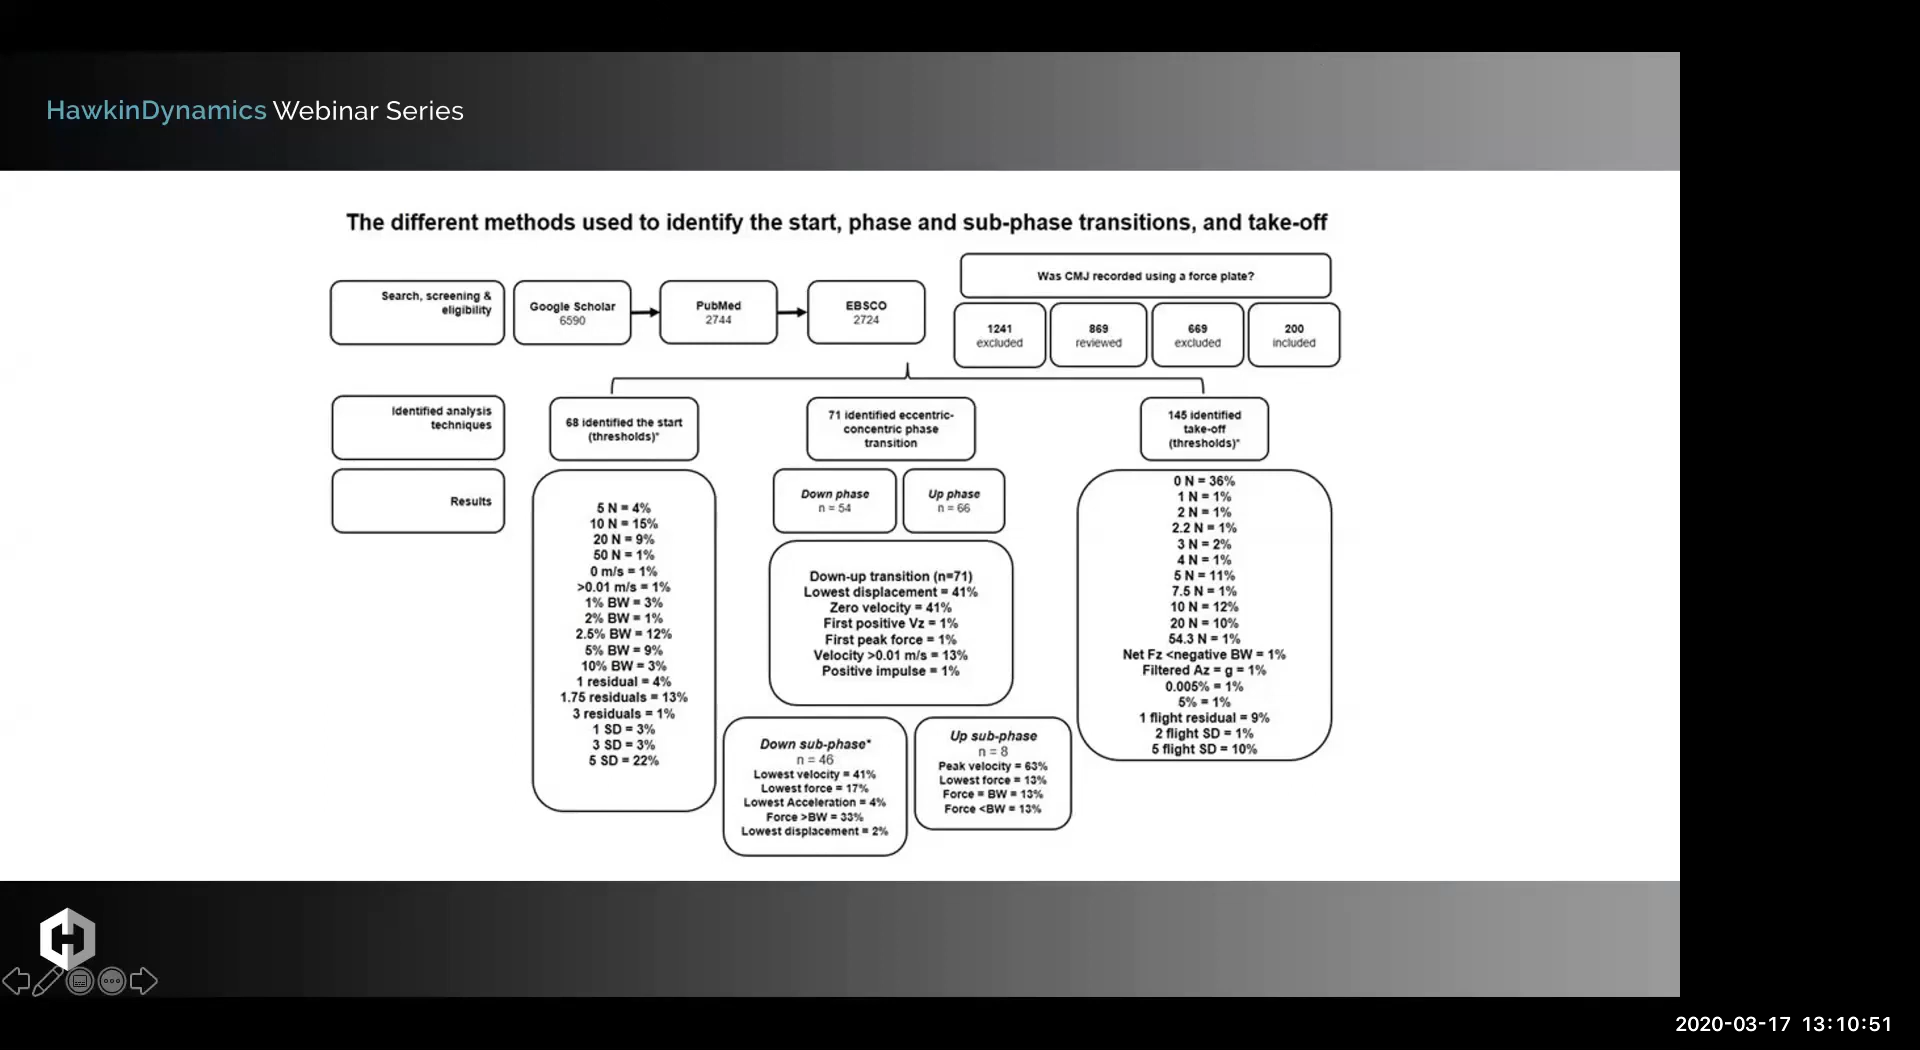 HawkinDynamics Webinar Series
The different methods used to identify the start, phase and sub-phase transitions, and take-off
Search, screening &
eligibility
Google Scholar
6590
PubMed
2744
EBSCO
2724
Was CMJ recorded using a force plate?
1241
excluded
869
reviewed
669
excluded
200
included
Identified analysis
techniques
68 identified the start
(thresholds)*
71 identified eccentric-
concentric phase
transition
145 identified
take-off
(thresholds)*
Results
5 N = 4%
10 N = 15%
20 N = 9%
50 N = 1%
0 m/s = 1%
>0.01 m/s = 1%
1% BW = 3%
2% BW = 1%
2.5% BW = 12%
5% BW = 9%
10% BW = 3%
1 residual = 4%
1.75 residuals = 13%
3 residuals = 1%
1 SD = 3%
3 SD = 3%
5 SD = 22%
Down phase
n = 54
Up phase
n = 66
Down-up transition (n=71)
Lowest displacement = 41%
Zero velocity = 41%
First positive Vz = 1%
First peak force = 1%
Velocity >0.01 m/s = 13%
Positive impulse = 1%
Down sub-phase*
n = 46
Lowest velocity = 41%
Lowest force = 17%
Lowest Acceleration = 4%
Force >BW = 33%
Lowest displacement = 2%
Up sub-phase
n = 8
Peak velocity = 63%
Lowest force = 13%
Force = BW = 13%
Force <BW = 13%
0 N = 36%
1 N = 1%
2 N = 1%
2.2 N = 1%
3 N = 2%
4 N = 1%
5 N = 11%
7.5 N = 1%
10 N = 12%
20 N = 10%
54.3 N = 1%
Net Fz <negative BW = 1%
Filtered Az = g = 1%
0.005% = 1%
5% = 1%
1 flight residual = 9%
2 flight SD = 1%
5 flight SD = 10%
2020-03-17 13:10:51